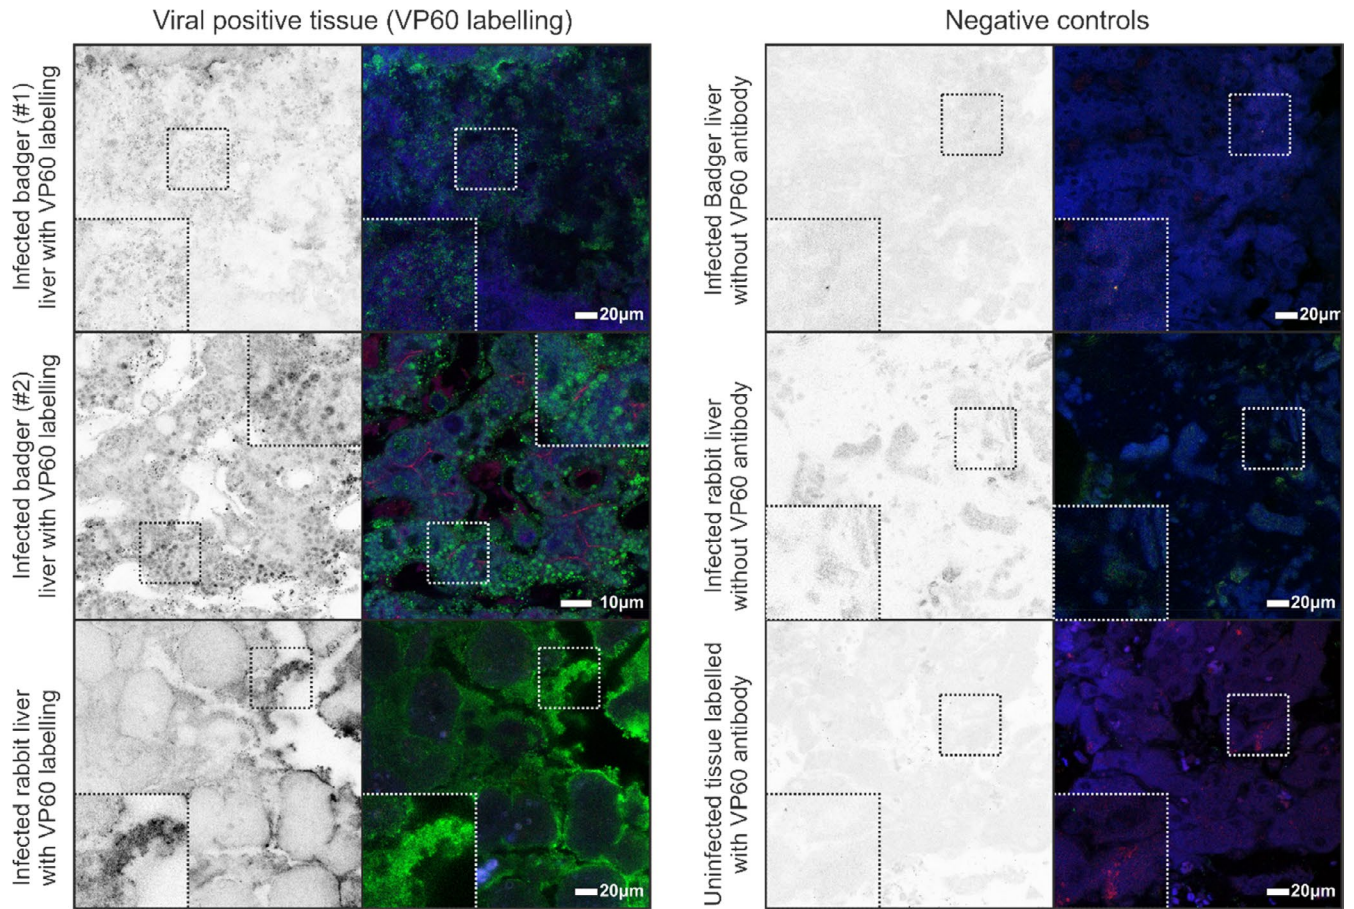 Viral positive tissue (VP60 labelling)
Negative controls
Infected badger (#1)
liver with VP60 labelling
20µm
Infected Badger liver
without VP60 antibody
20µm
Infected badger (#2)
liver with VP60 labelling
10µm
Infected rabbit liver
without VP60 antibody
20µm
Infected rabbit liver
with VP60 labelling
20µm
Uninfected tissue labelled
with VP60 antibody
20µm